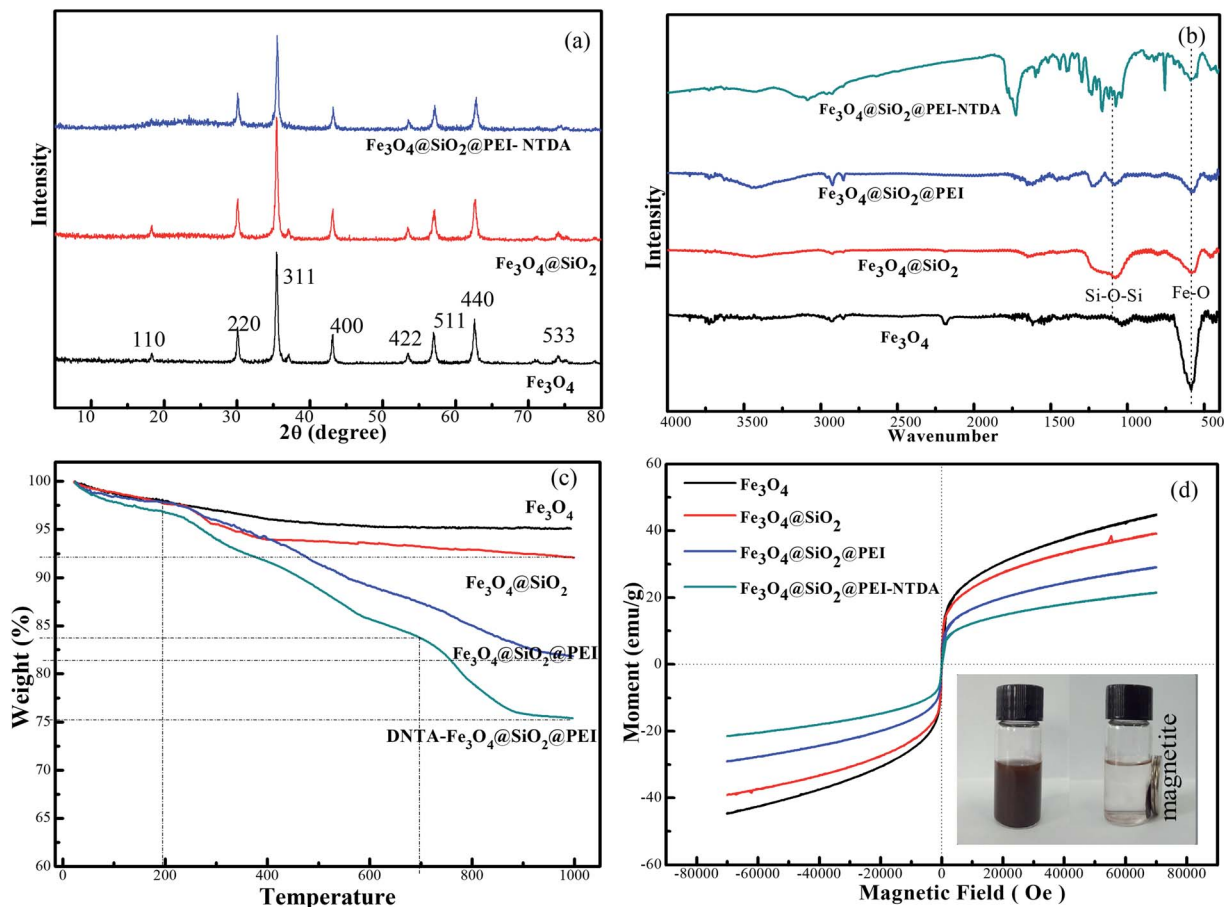 (a)
Intensity
Fe3O4@SiO2@PEI- NTDA
Fe3O4@SiO2
110
220
311
400
422
511
440
533
Fe3O4
10
20
30
40
50
60
70
80
2θ (degree)
(b)
Intensity
Fe3O4@SiO2@PEI-NTDA
Fe3O4@SiO2@PEI
Fe3O4@SiO2
Si-O-Si
Fe-O
Fe3O4
4000
3500
3000
2500
2000
1500
1000
500
Wavenumber
(c)
Weight (%)
100
95
90
85
80
75
70
65
60
Fe3O4
Fe3O4@SiO2
Fe3O4@SiO2@PEI
DNTA-Fe3O4@SiO2@PEI
0
200
400
600
800
1000
Temperature
(d)
Moment (emu/g)
60
40
20
0
-20
-40
-60
Fe3O4
Fe3O4@SiO2
Fe3O4@SiO2@PEI
Fe3O4@SiO2@PEI-NTDA
magnetite
-80000
-60000
-40000
-20000
0
20000
40000
60000
80000
Magnetic Field ( Oe )